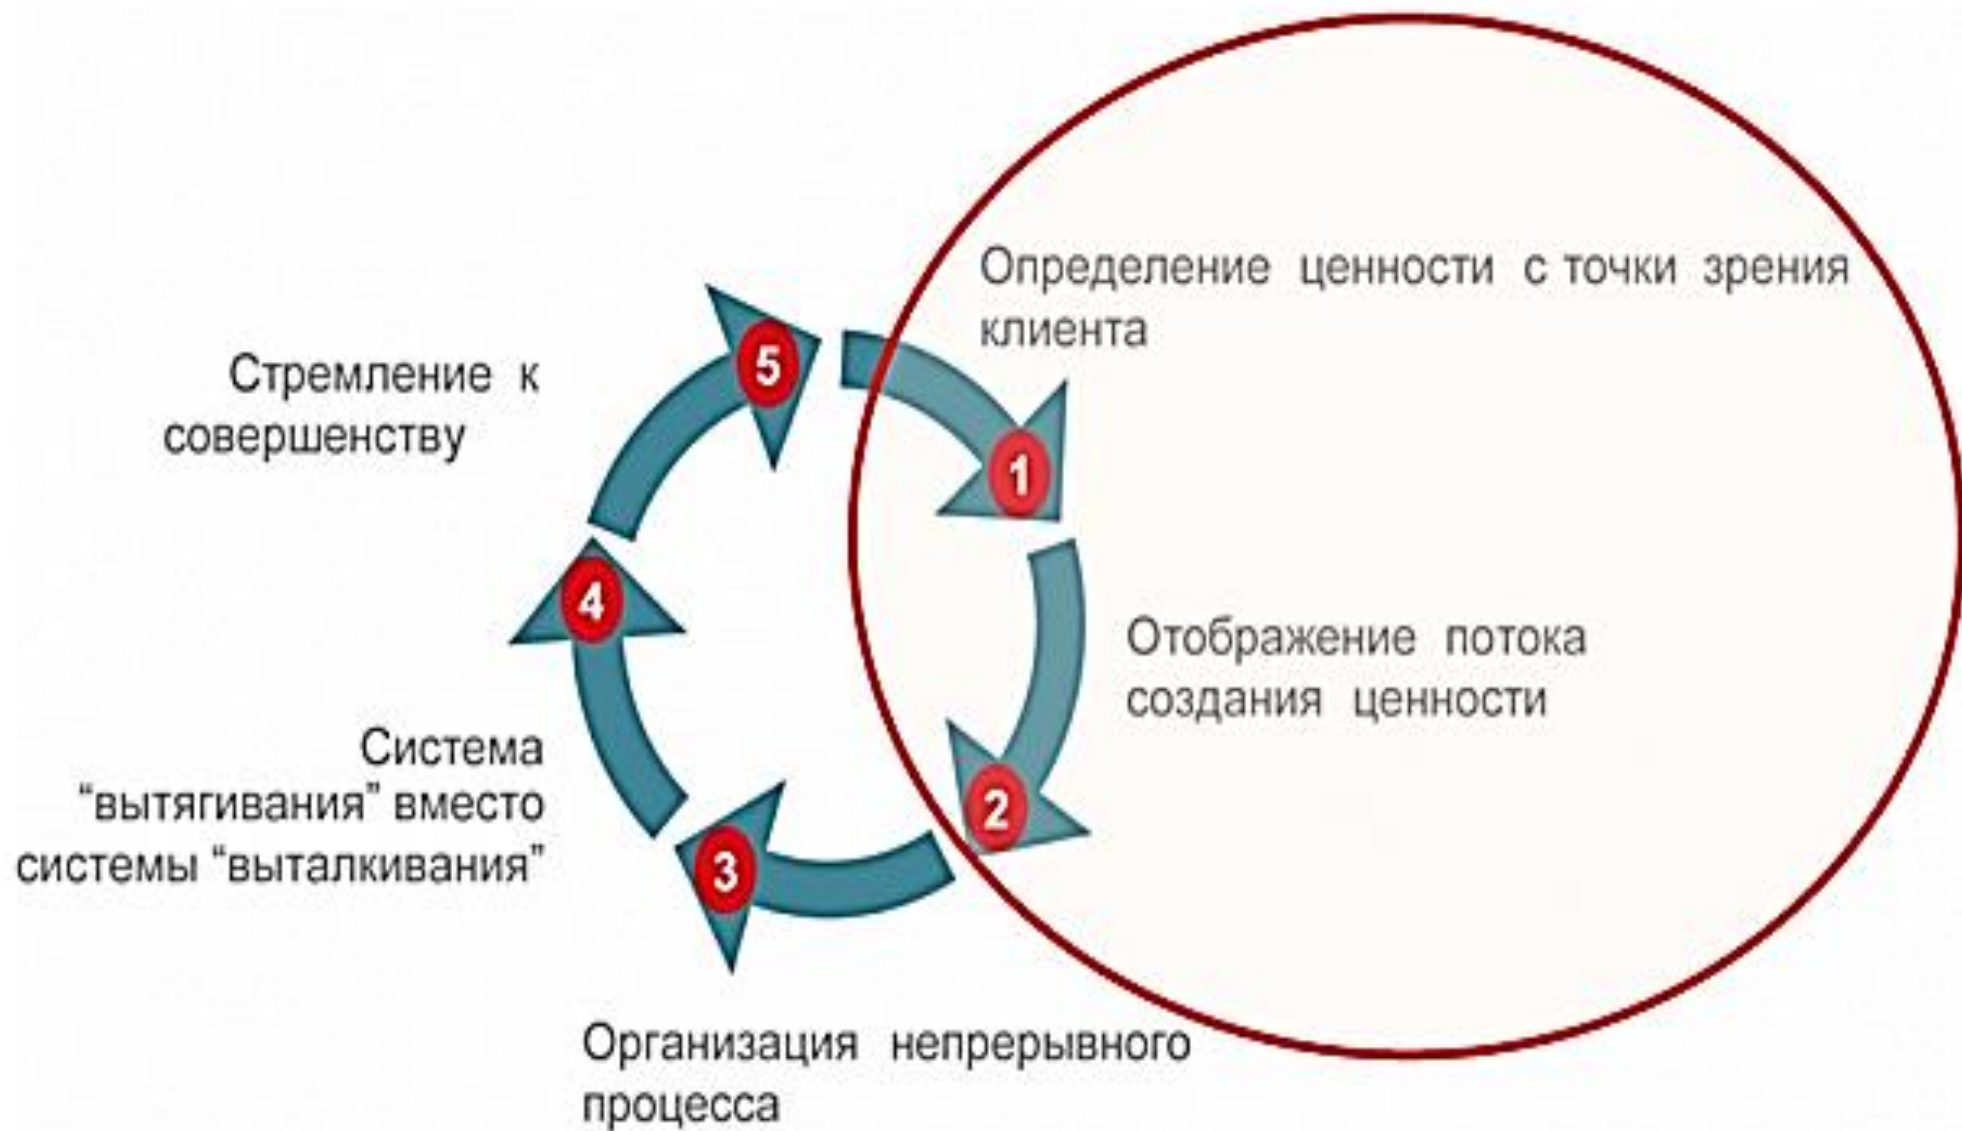 Определение ценности с точки зрения
клиента
1
Отображение потока
создания ценности
2
Организация непрерывного
процесса
3
Система
“вытягивания” вместо
системы “выталкивания”
4
Стремление к
совершенству
5